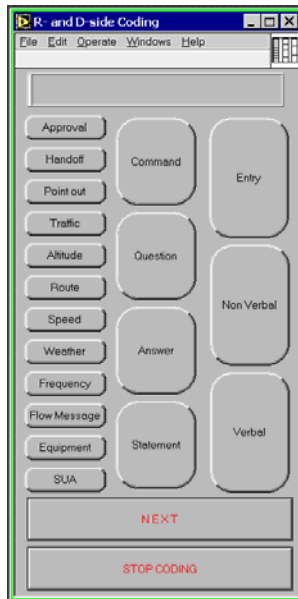 R- and D-side Coding
File Edit Operate Windows Help
Approval
Handoff
Point out
Traffic
Altitude
Route
Speed
Weather
Frequency
Flow Message
Equipment
SUA
Command
Question
Answer
Statement
Entry
Non Verbal
Verbal
NEXT
STOP CODING